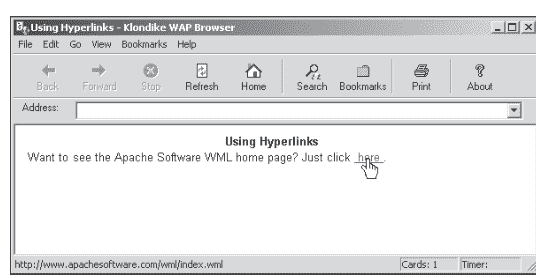 Using Hyperlinks - Klondike WAP Browser
File Edit Go View Bookmarks Help
Back Forward Stop Refresh Home Search Bookmarks Print About
Address:
Using Hyperlinks
Want to see the Apache Software WML home page? Just click here.
http://www.apachesoftware.com/wml/index.wml Cards: 1 Timer: